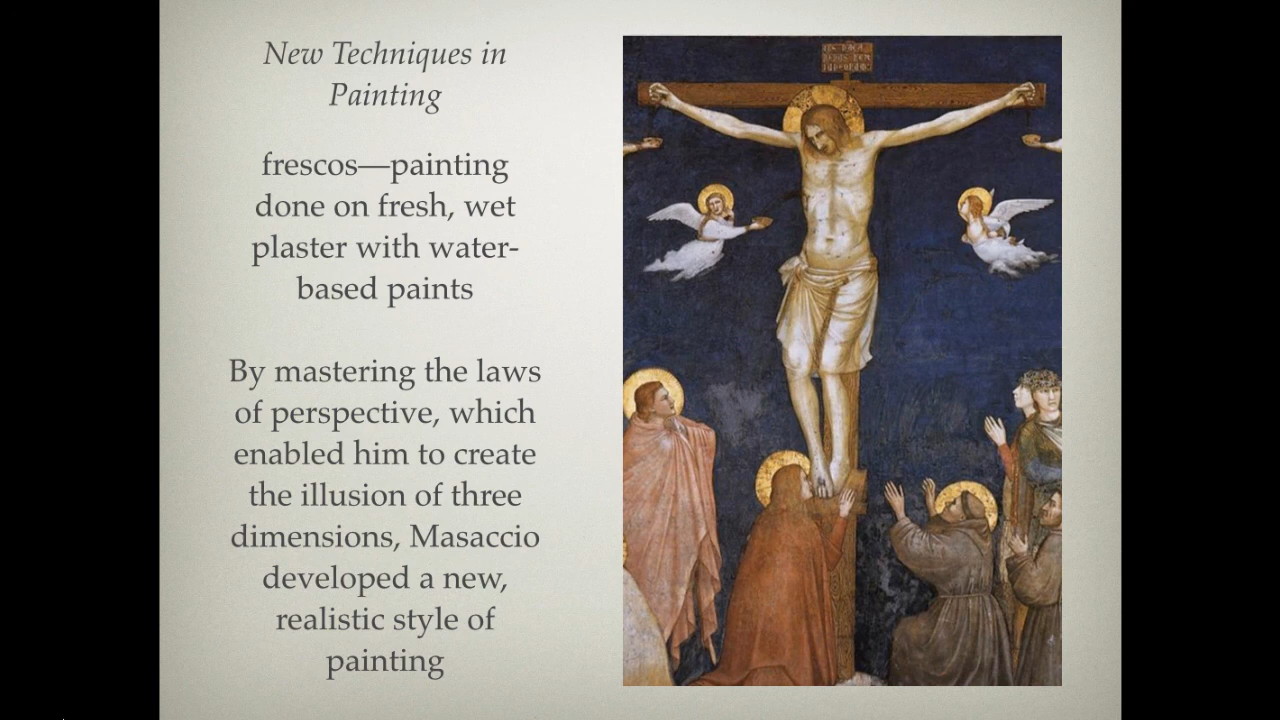 New Techniques in
Painting
frescos—painting
done on fresh, wet
plaster with water-
based paints
By mastering the laws
of perspective, which
enabled him to create
the illusion of three
dimensions, Masaccio
developed a new,
realistic style of
painting